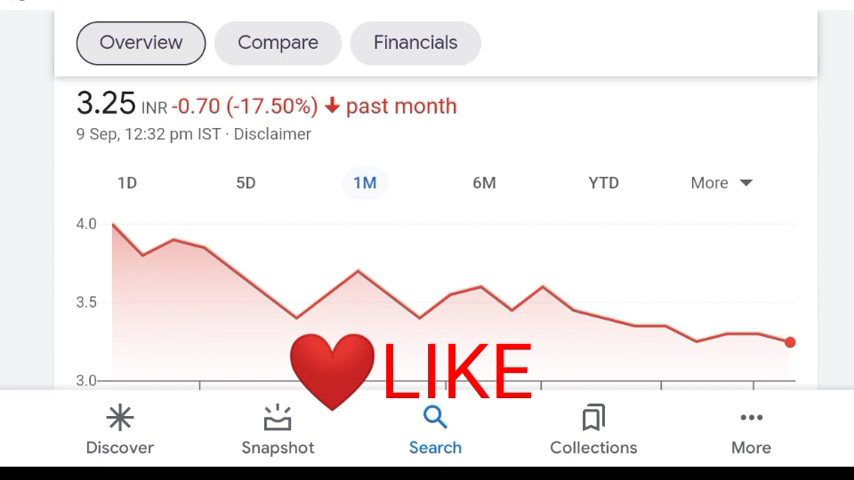 Overview Compare Financials
3.25 INR -0.70 (-17.50%) past month
9 Sep, 12:32 pm IST · Disclaimer
1D 5D 1M 6M YTD More
4.0
3.5
3.0
LIKE
Discover Snapshot Search Collections More